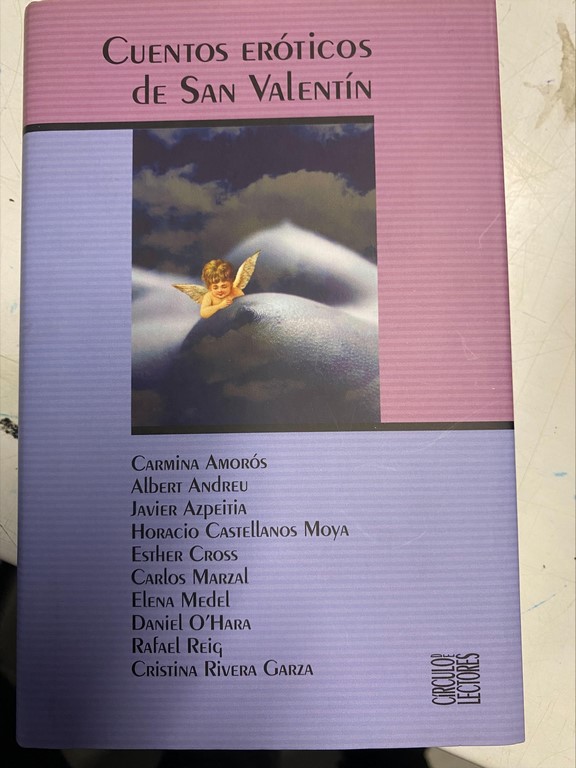 Cuentos eróticos
de San Valentín
Carmina Amorós
Albert Andreu
Javier Azpeitia
Horacio Castellanos Moya
Esther Cross
Carlos Marzal
Elena Medel
Daniel O'Hara
Rafael Reig
Cristina Rivera Garza
CÍRCULO DE
LECTORES